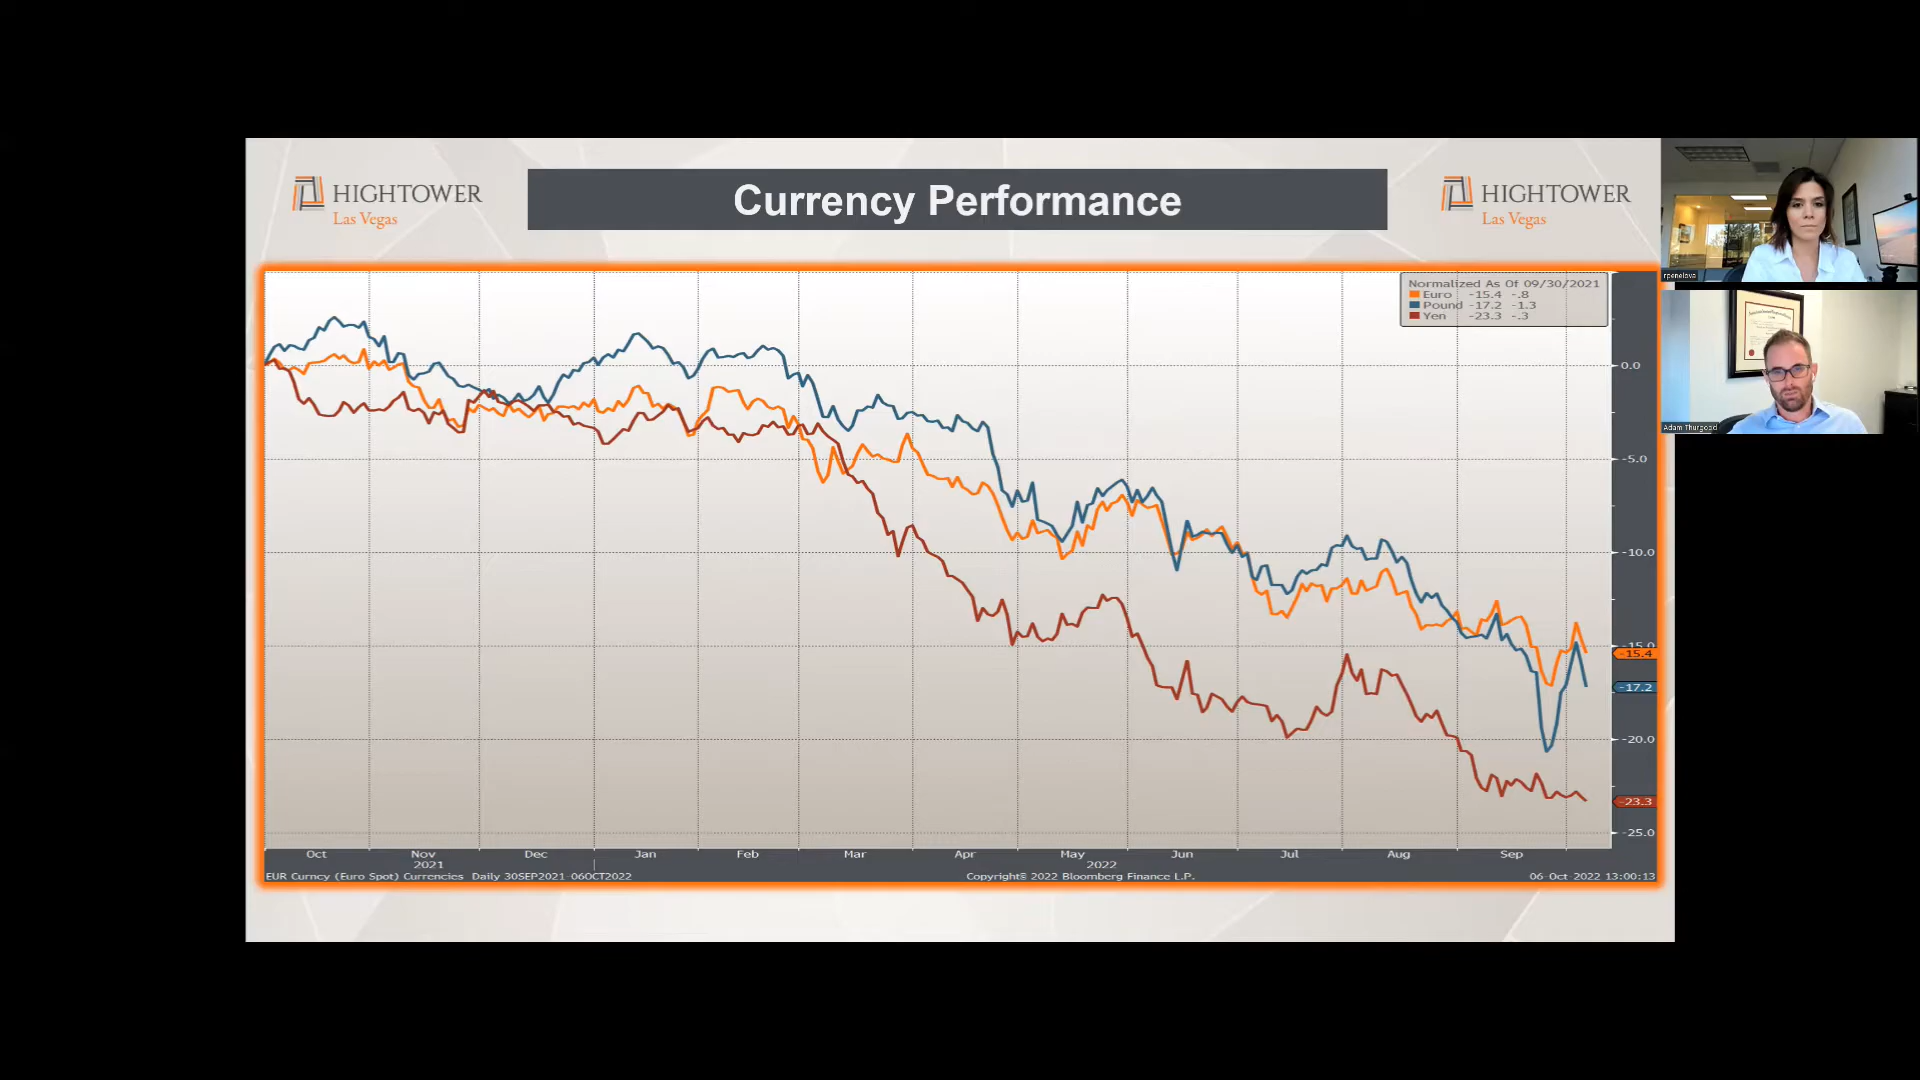 HIGHTOWER
Las Vegas
Currency Performance
HIGHTOWER
Las Vegas
Normalized As Of 09/30/2021
Euro -15.4 -.8
Pound -17.2 -1.3
Yen -23.3 -.3
0.0
-5.0
-10.0
-15.0
-15.4
-17.2
-20.0
-23.3
-25.0
Oct Nov Dec Jan Feb Mar Apr May Jun Jul Aug Sep
2021 2022
EUR Curncy (Euro Spot) Currencies Daily 30SEP2021-06OCT2022 Copyright© 2022 Bloomberg Finance L.P. 06-Oct-2022 13:00:13
rpenelova
Adam Thurgood